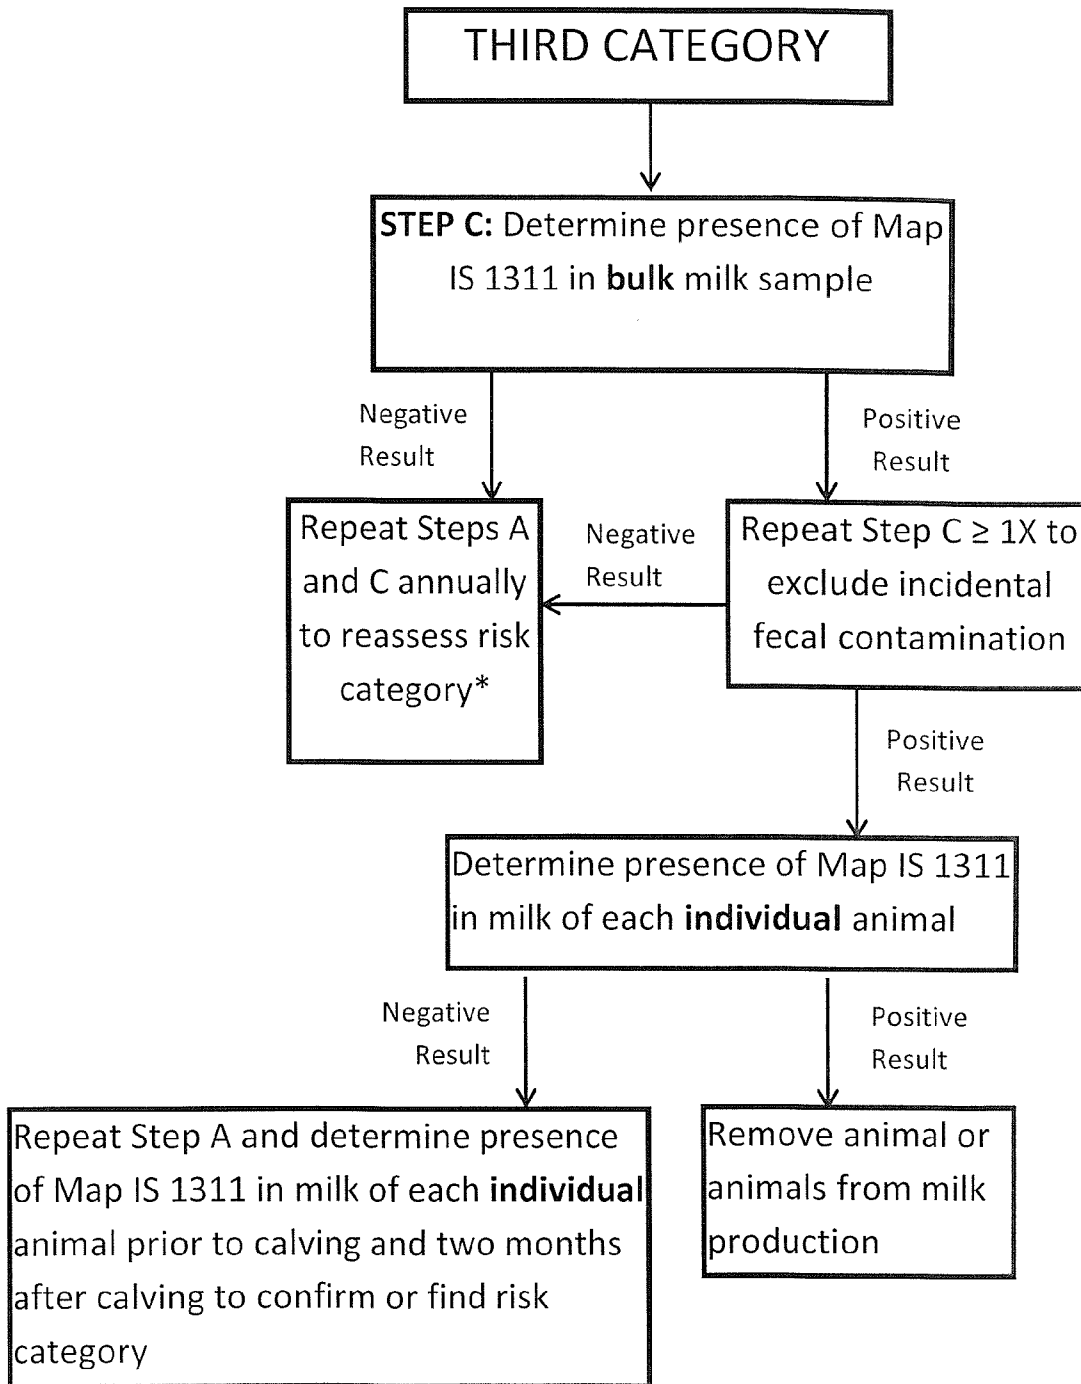 THIRD CATEGORY
STEP C: Determine presence of Map
IS 1311 in bulk milk sample
Negative
Result
Positive
Result
Repeat Steps A
and C annually
to reassess risk
category*
Negative
Result
Repeat Step C ≥ 1X to
exclude incidental
fecal contamination
Positive
Result
Determine presence of Map IS 1311
in milk of each individual animal
Negative
Result
Positive
Result
Repeat Step A and determine presence
of Map IS 1311 in milk of each individual
animal prior to calving and two months
after calving to confirm or find risk
category
Remove animal or
animals from milk
production